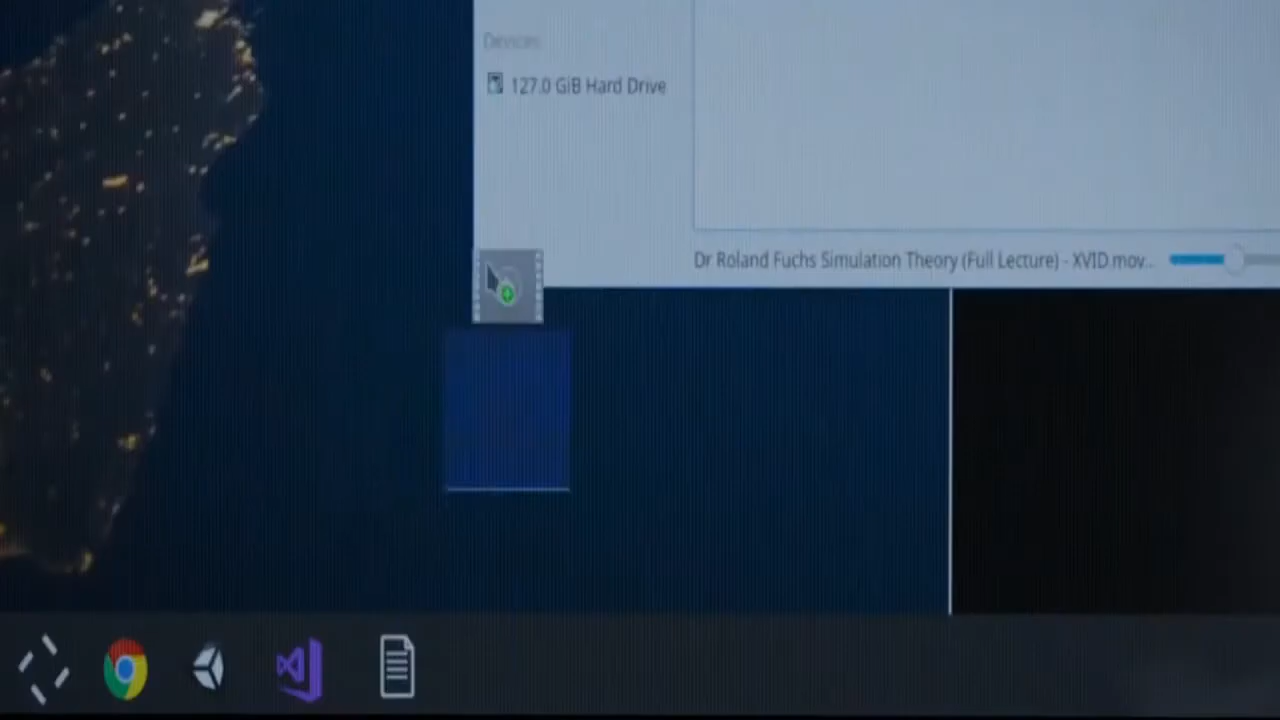 Devices
127.0 GiB Hard Drive
Dr Roland Fuchs Simulation Theory (Full Lecture) - XVID.mov...